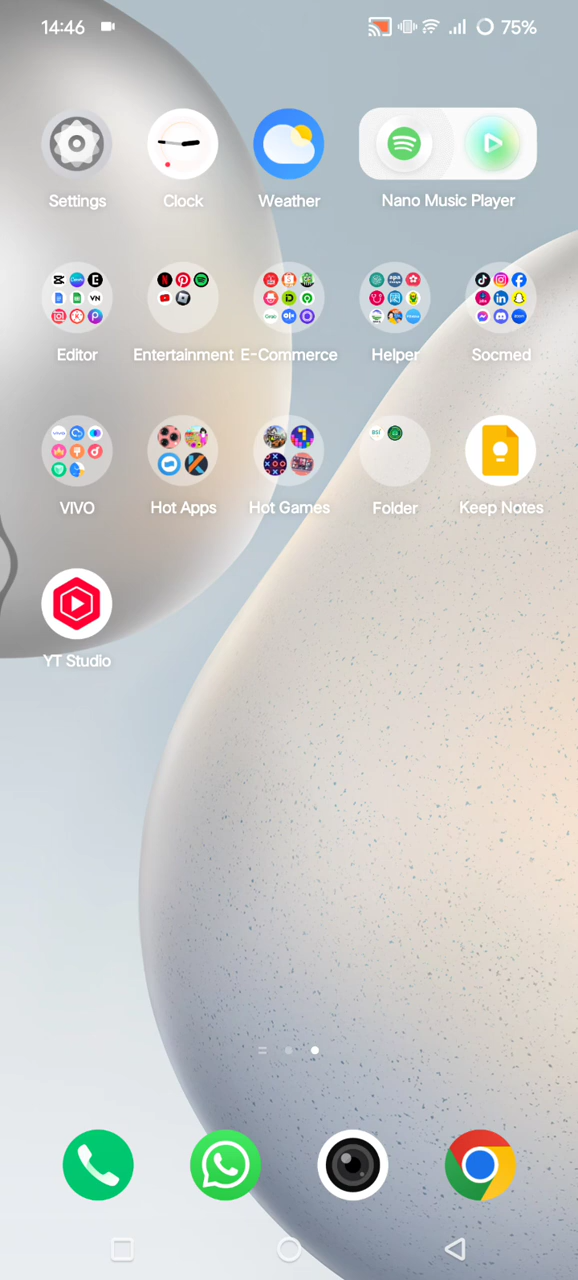 14:46
75%
Settings
Clock
Weather
Nano Music Player
Editor
Entertainment
E-Commerce
Helper
Socmed
VIVO
Hot Apps
Hot Games
Folder
Keep Notes
YT Studio